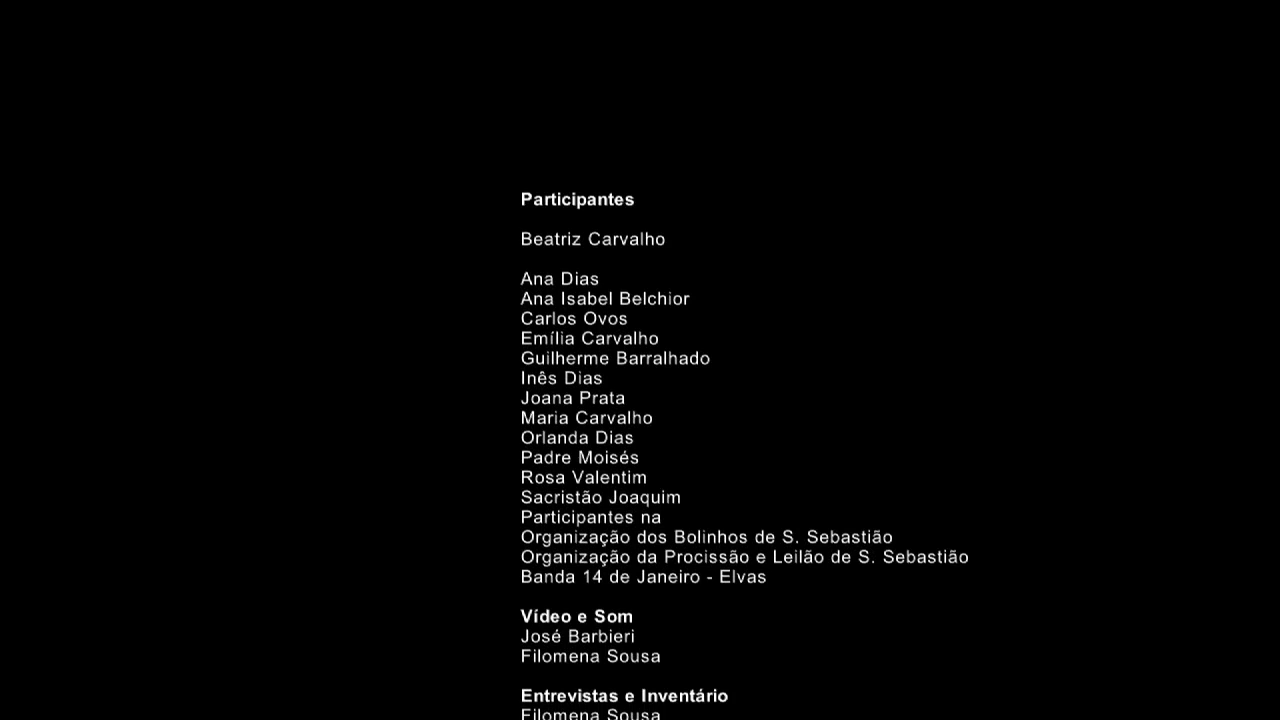 Participantes
Beatriz Carvalho
Ana Dias
Ana Isabel Belchior
Carlos Ovos
Emília Carvalho
Guilherme Barralhado
Inês Dias
Joana Prata
Maria Carvalho
Orlanda Dias
Padre Moisés
Rosa Valentim
Sacristão Joaquim
Participantes na
Organização dos Bolinhos de S. Sebastião
Organização da Procissão e Leilão de S. Sebastião
Banda 14 de Janeiro - Elvas
Vídeo e Som
José Barbieri
Filomena Sousa
Entrevistas e Inventário
Filomena Sousa